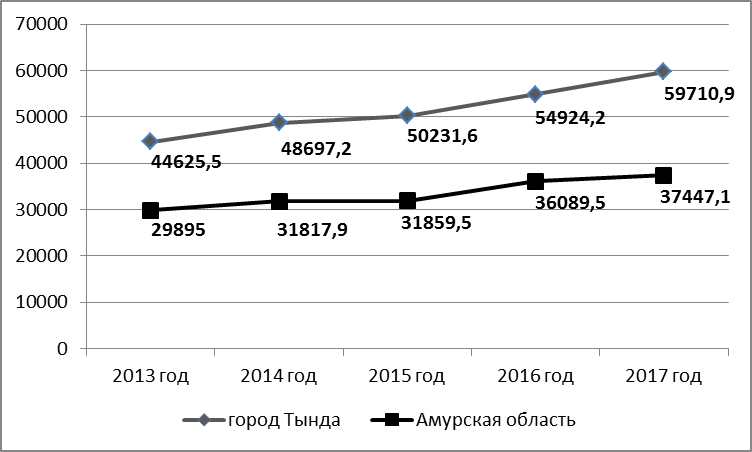 70000
60000
50000
40000
30000
20000
10000
0
44625,5
48697,2
50231,6
54924,2
59710,9
29895
31817,9
31859,5
36089,5
37447,1
2013 год
2014 год
2015 год
2016 год
2017 год
город Тында
Амурская область